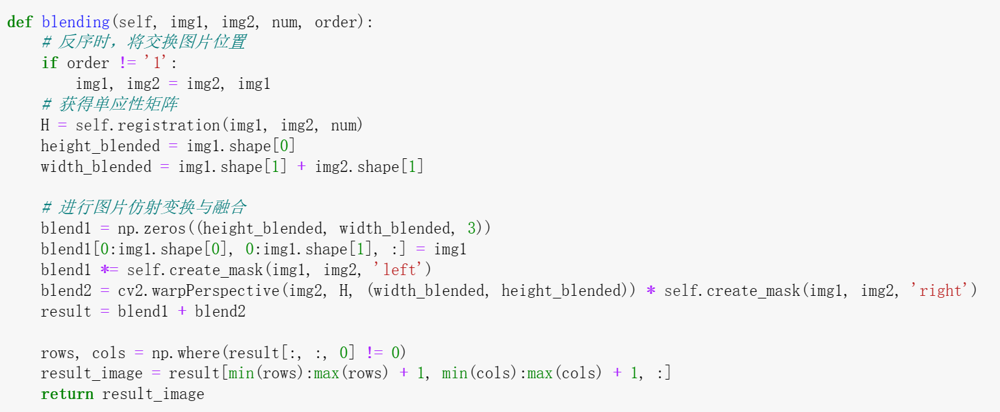 def blending(self, img1, img2, num, order):
    # 反序时，将交换图片位置
    if order != '1':
        img1, img2 = img2, img1
    # 获得单应性矩阵
    H = self.registration(img1, img2, num)
    height_blended = img1.shape[0]
    width_blended = img1.shape[1] + img2.shape[1]

    # 进行图片仿射变换与融合
    blend1 = np.zeros((height_blended, width_blended, 3))
    blend1[0:img1.shape[0], 0:img1.shape[1], :] = img1
    blend1 *= self.create_mask(img1, img2, 'left')
    blend2 = cv2.warpPerspective(img2, H, (width_blended, height_blended)) * self.create_mask(img1, img2, 'right')
    result = blend1 + blend2

    rows, cols = np.where(result[:, :, 0] != 0)
    result_image = result[min(rows):max(rows) + 1, min(cols):max(cols) + 1, :]
    return result_image